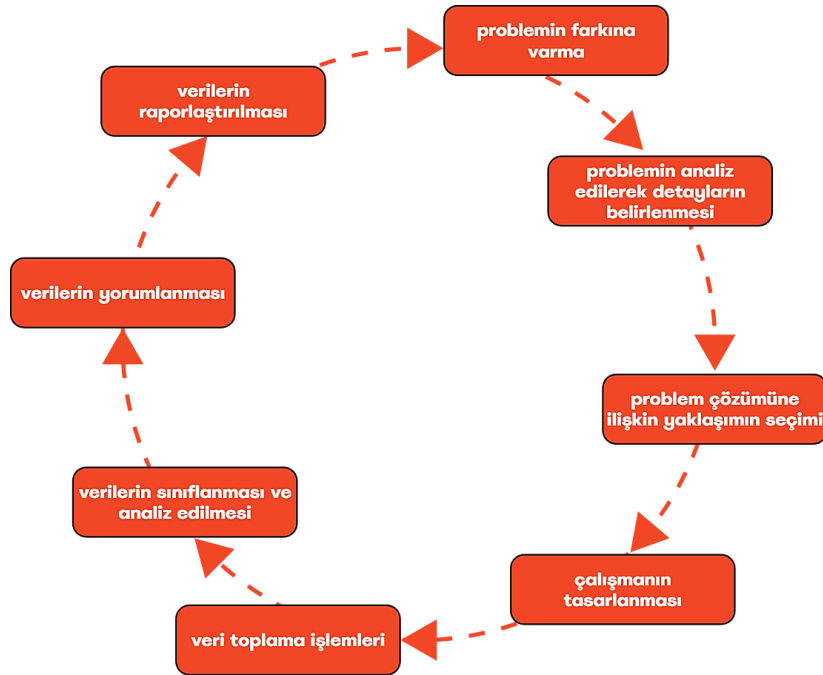 problemin farkına
varma
problemin analiz
edilerek detayların
belirlenmesi
problem çözümüne
ilişkin yaklaşımın seçimi
çalışmanın
tasarlanması
veri toplama işlemleri
verilerin sınıflanması ve
analiz edilmesi
verilerin yorumlanması
verilerin
raporlaştırılması